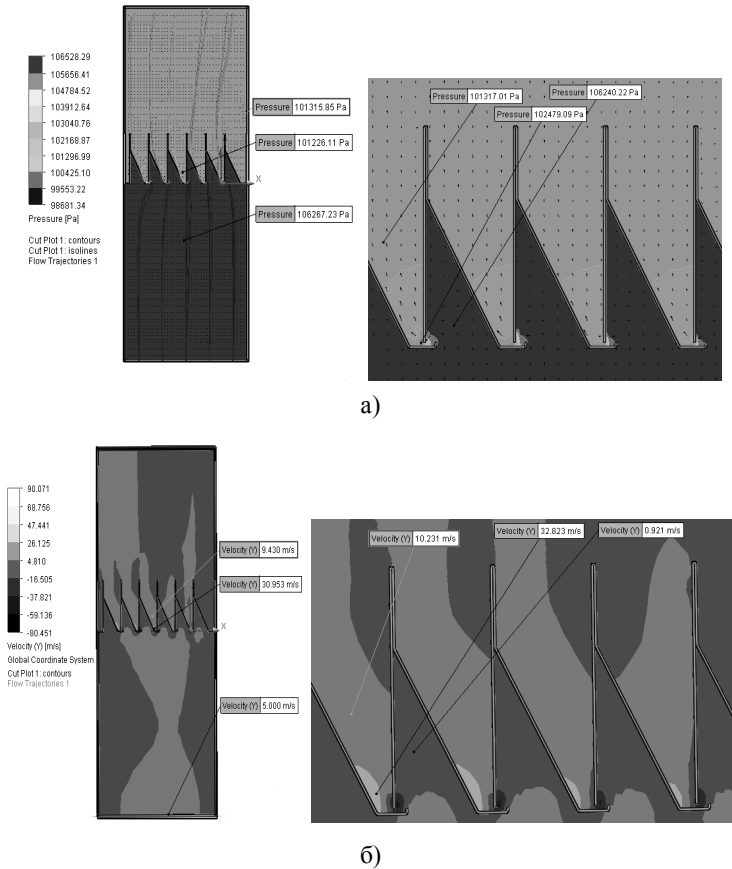 106528.29
105656.41
104784.52
103912.64
103040.76
102168.87
101296.99
100425.10
99553.22
98681.34
Pressure [Pa]
Cut Plot 1: contours
Cut Plot 1: isolines
Flow Trajectories 1
Pressure 101315.85 Pa
Pressure 101226.11 Pa
X
Pressure 106267.23 Pa
Pressure 101317.01 Pa
Pressure 106240.22 Pa
Pressure 102479.09 Pa
а)
90.071
68.756
47.441
26.125
4.810
-16.505
-37.821
-59.136
-80.451
Velocity (Y) [m/s]
Global Coordinate System
Cut Plot 1: contours
Flow Trajectories 1
Velocity (Y) 9.430 m/s
Velocity (Y) 30.953 m/s
X
Velocity (Y) 5.000 m/s
Velocity (Y) 10.231 m/s
Velocity (Y) 32.823 m/s
Velocity (Y) 0.921 m/s
б)